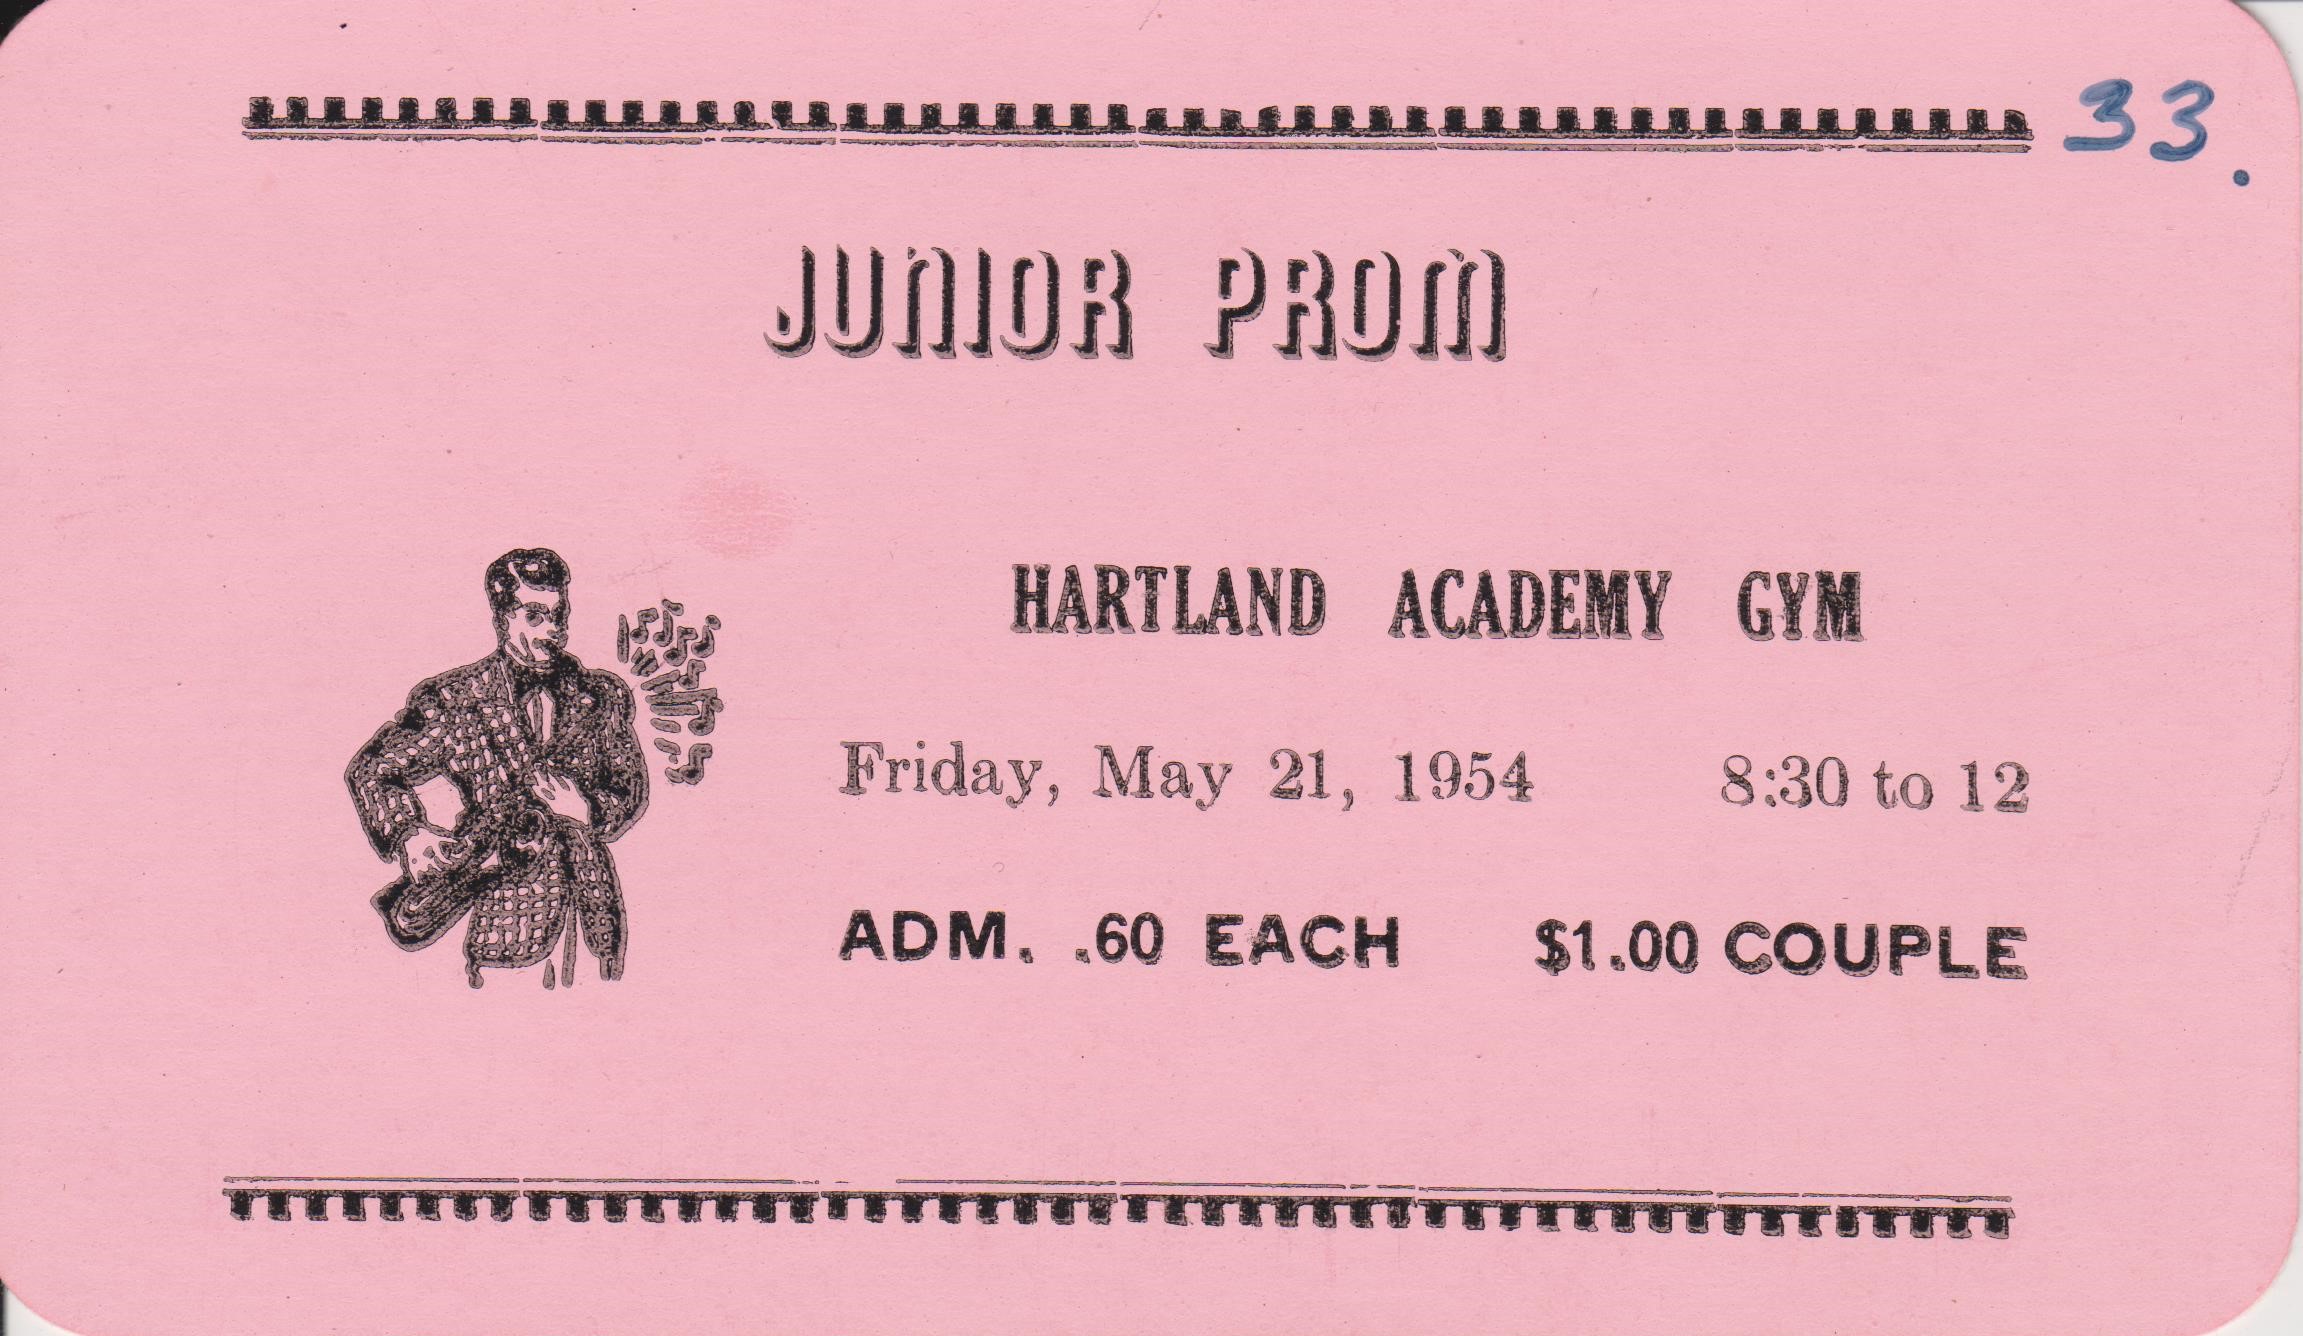 33.
JUNIOR PROM
HARTLAND ACADEMY GYM
Friday, May 21, 1954 8:30 to 12
ADM. .60 EACH $1.00 COUPLE